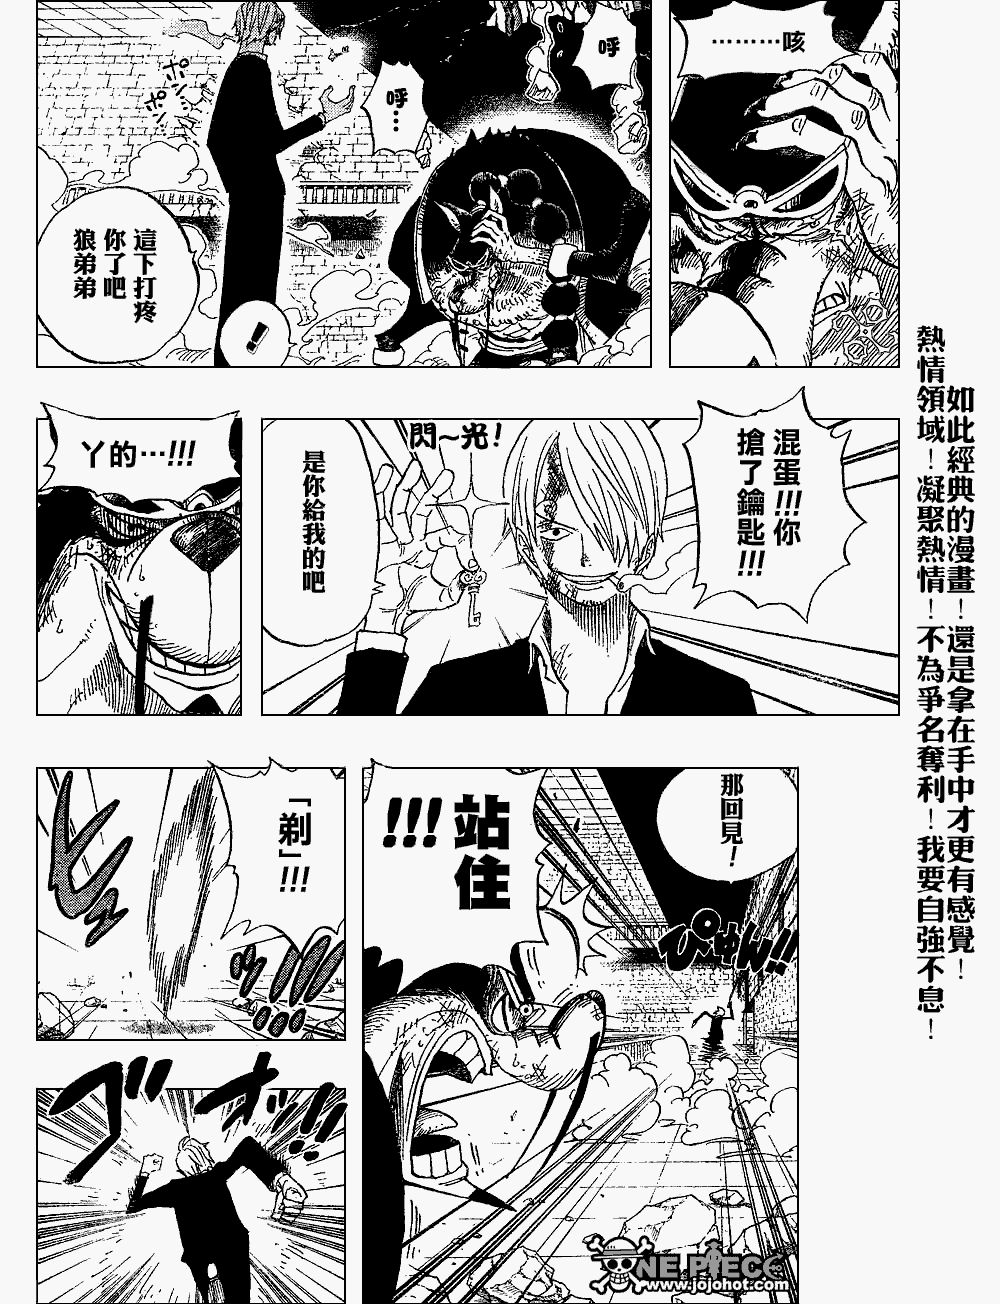 ………咳
呼
呼…
ポン…
ポン…
這下打疼
你了吧
狼弟弟
!!
混蛋!!!你
搶了鑰匙!!!
閃~光!
是你給我的吧
丫的…!!!
那回見!
ぴゅん!!
站住
!!!
「剃」!!!
ゴオッ!!
如此經典的漫畫!還是拿在手中才更有感覺!
熱情領域!凝聚熱情!不為爭名奪利!我要自強不息!
ONE PIECE
www.jojohot.com